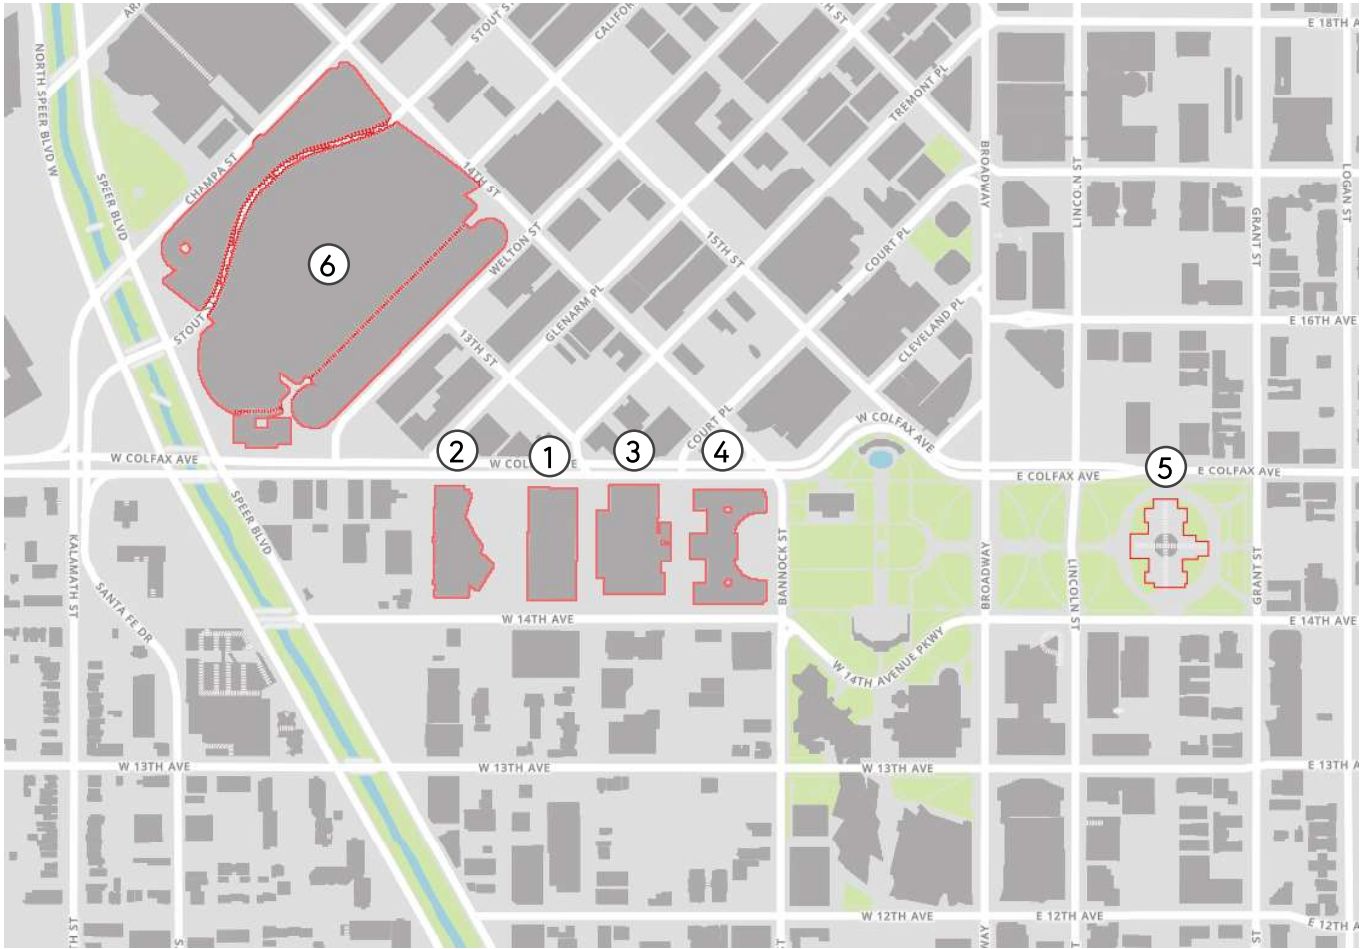 STOUT ST
E 18TH A
NORTH SPEER BLVD W
TREMONT PL
CHAMPA ST
SPEER BLVD
14TH ST
BROADWAY
LINCOLN ST
LOGAN ST
GRANT ST
WELTON ST
15TH ST
COURT PL
6
GLENARM PL
CLEVELAND PL
STOUT
13TH ST
E 16TH AVE
COURT PL
W COLFAX AVE
2
1
3
4
5
W COLFAX AVE
W COL
AVE
E COLFAX AVE
E COLFAX AVE
SPEER BLVD
KALAMATH ST
BANNOCK ST
BROADWAY
LINCOLN ST
GRANT ST
SANTA FE DR
W 14TH AVE
E 14TH AVE
W 14TH AVENUE PKWY
W 13TH AVE
W 13TH AVE
W 13TH AVE
E 13TH A
W 12TH AVE
E 12TH AVE
E 12TH AVE